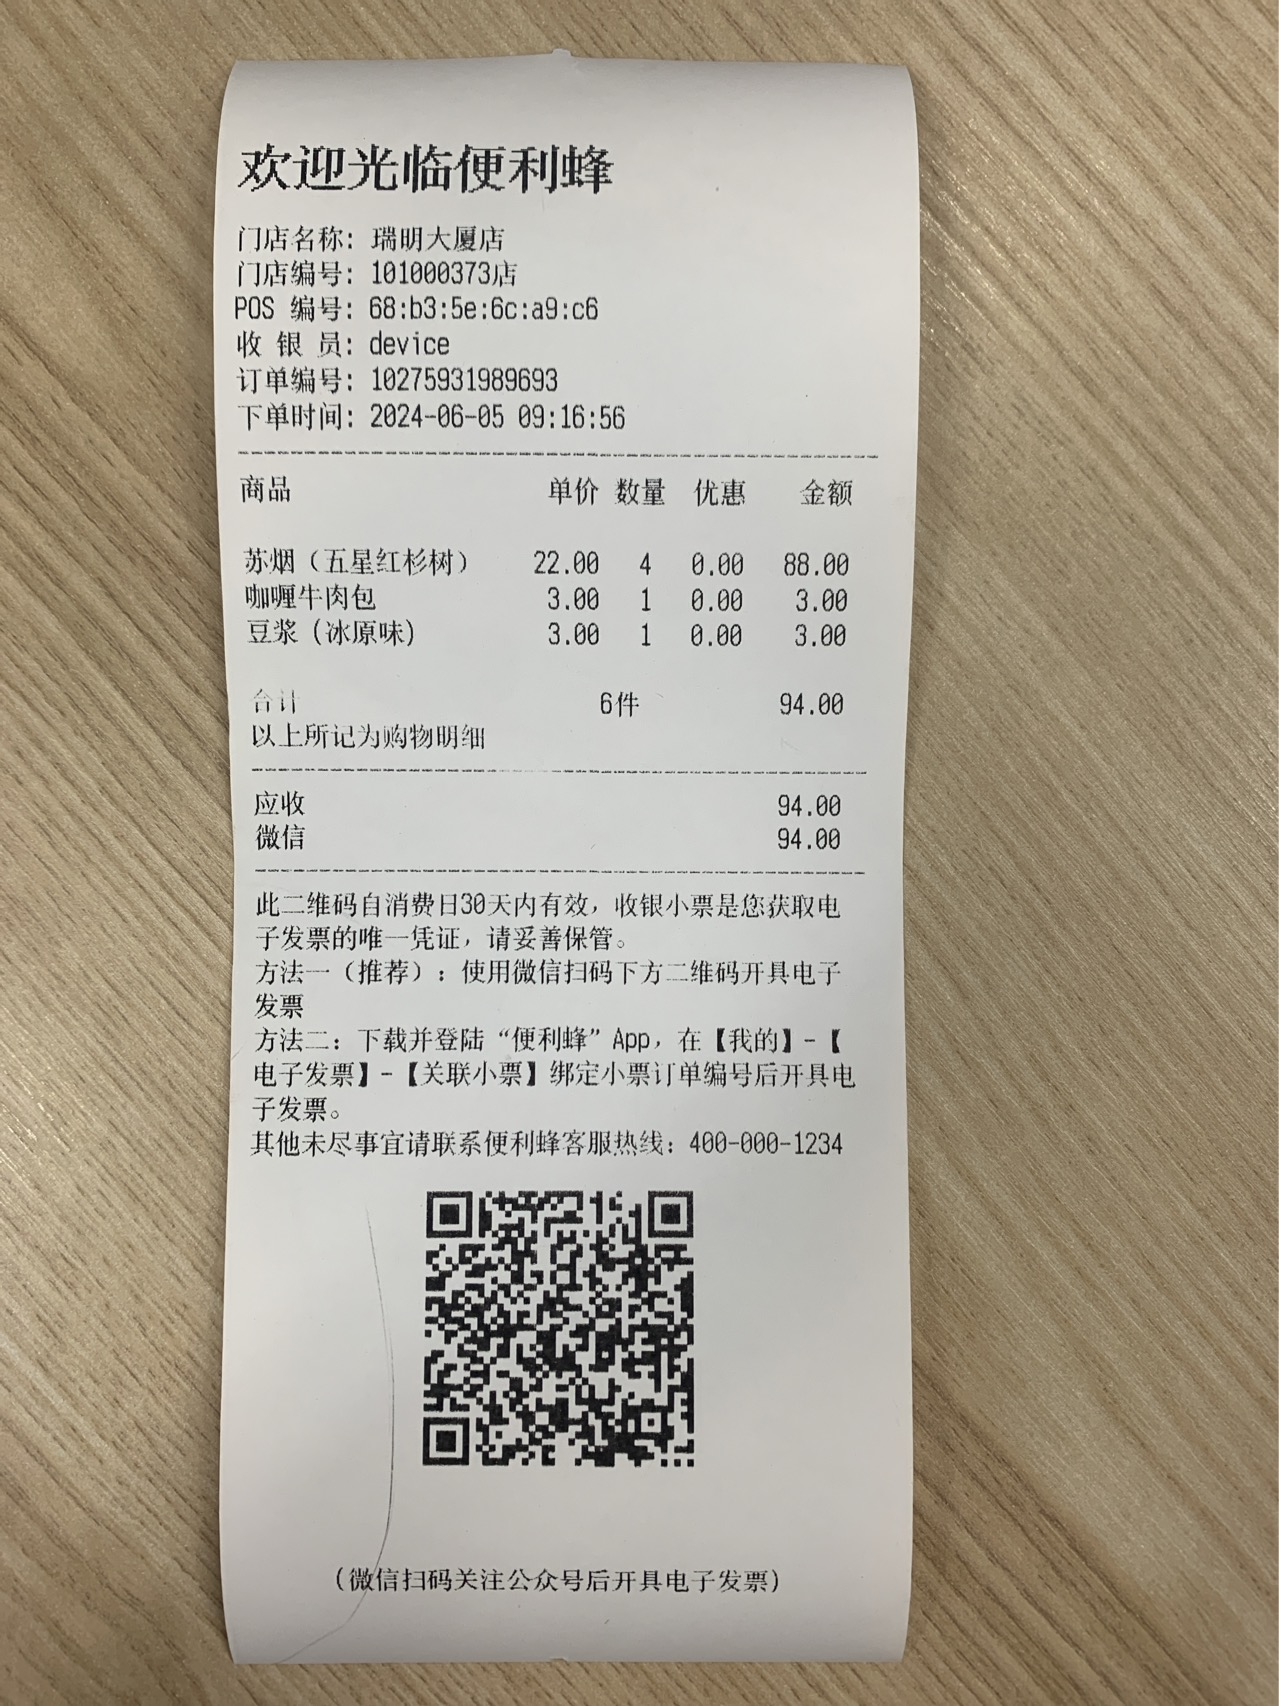 欢迎光临便利蜂
门店名称: 瑞明大厦店
门店编号: 101000373店
POS 编号: 68:b3:5e:6c:a9:c6
收 银 员: device
订单编号: 10275931989693
下单时间: 2024-06-05 09:16:56
商品 单价 数量 优惠 金额
苏烟（五星红杉树） 22.00 4 0.00 88.00
咖喱牛肉包 3.00 1 0.00 3.00
豆浆（冰原味） 3.00 1 0.00 3.00
合计 6件 94.00
以上所记为购物明细
应收 94.00
微信 94.00
此二维码自消费日30天内有效，收银小票是您获取电
子发票的唯一凭证，请妥善保管。
方法一（推荐）：使用微信扫码下方二维码开具电子
发票
方法二：下载并登陆“便利蜂”App，在【我的】-【
电子发票】-【关联小票】绑定小票订单编号后开具电
子发票。
其他未尽事宜请联系便利蜂客服热线：400-000-1234
（微信扫码关注公众号后开具电子发票）